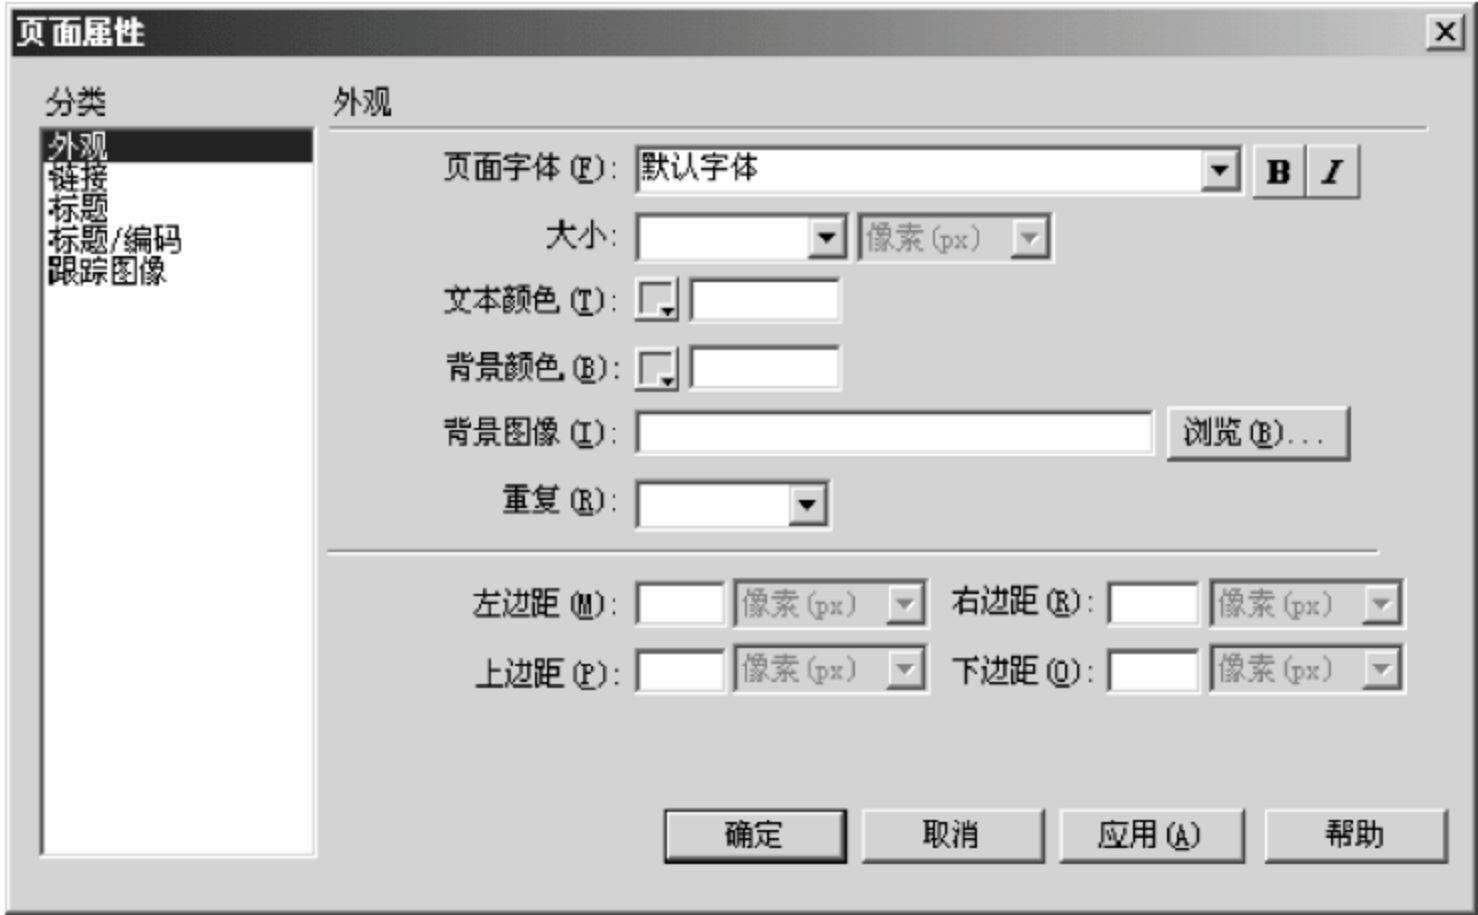 页面属性
分类
外观
链接
标题
标题/编码
跟踪图像
外观
页面字体(F): 默认字体 B I
大小: 像素(px)
文本颜色(T):
背景颜色(B):
背景图像(I): 浏览(B)...
重复(R):
左边距(M): 像素(px) 右边距(R): 像素(px)
上边距(P): 像素(px) 下边距(O): 像素(px)
确定 取消 应用(A) 帮助